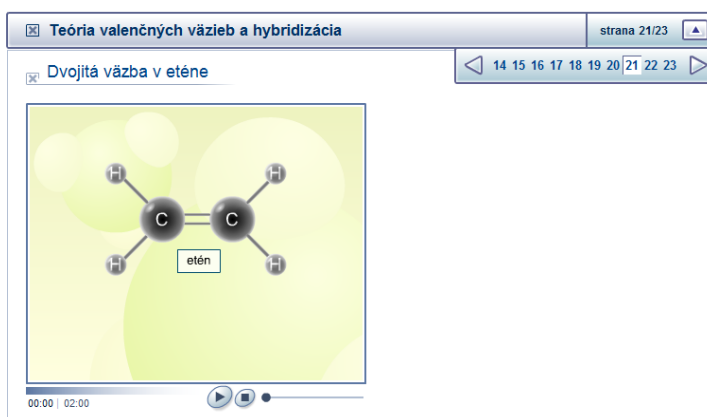 Teória valenčných väzieb a hybridizácia
strana 21/23
14 15 16 17 18 19 20 21 22 23
Dvojitá väzba v eténe
H H
C C
H H
etén
00:00 | 02:00